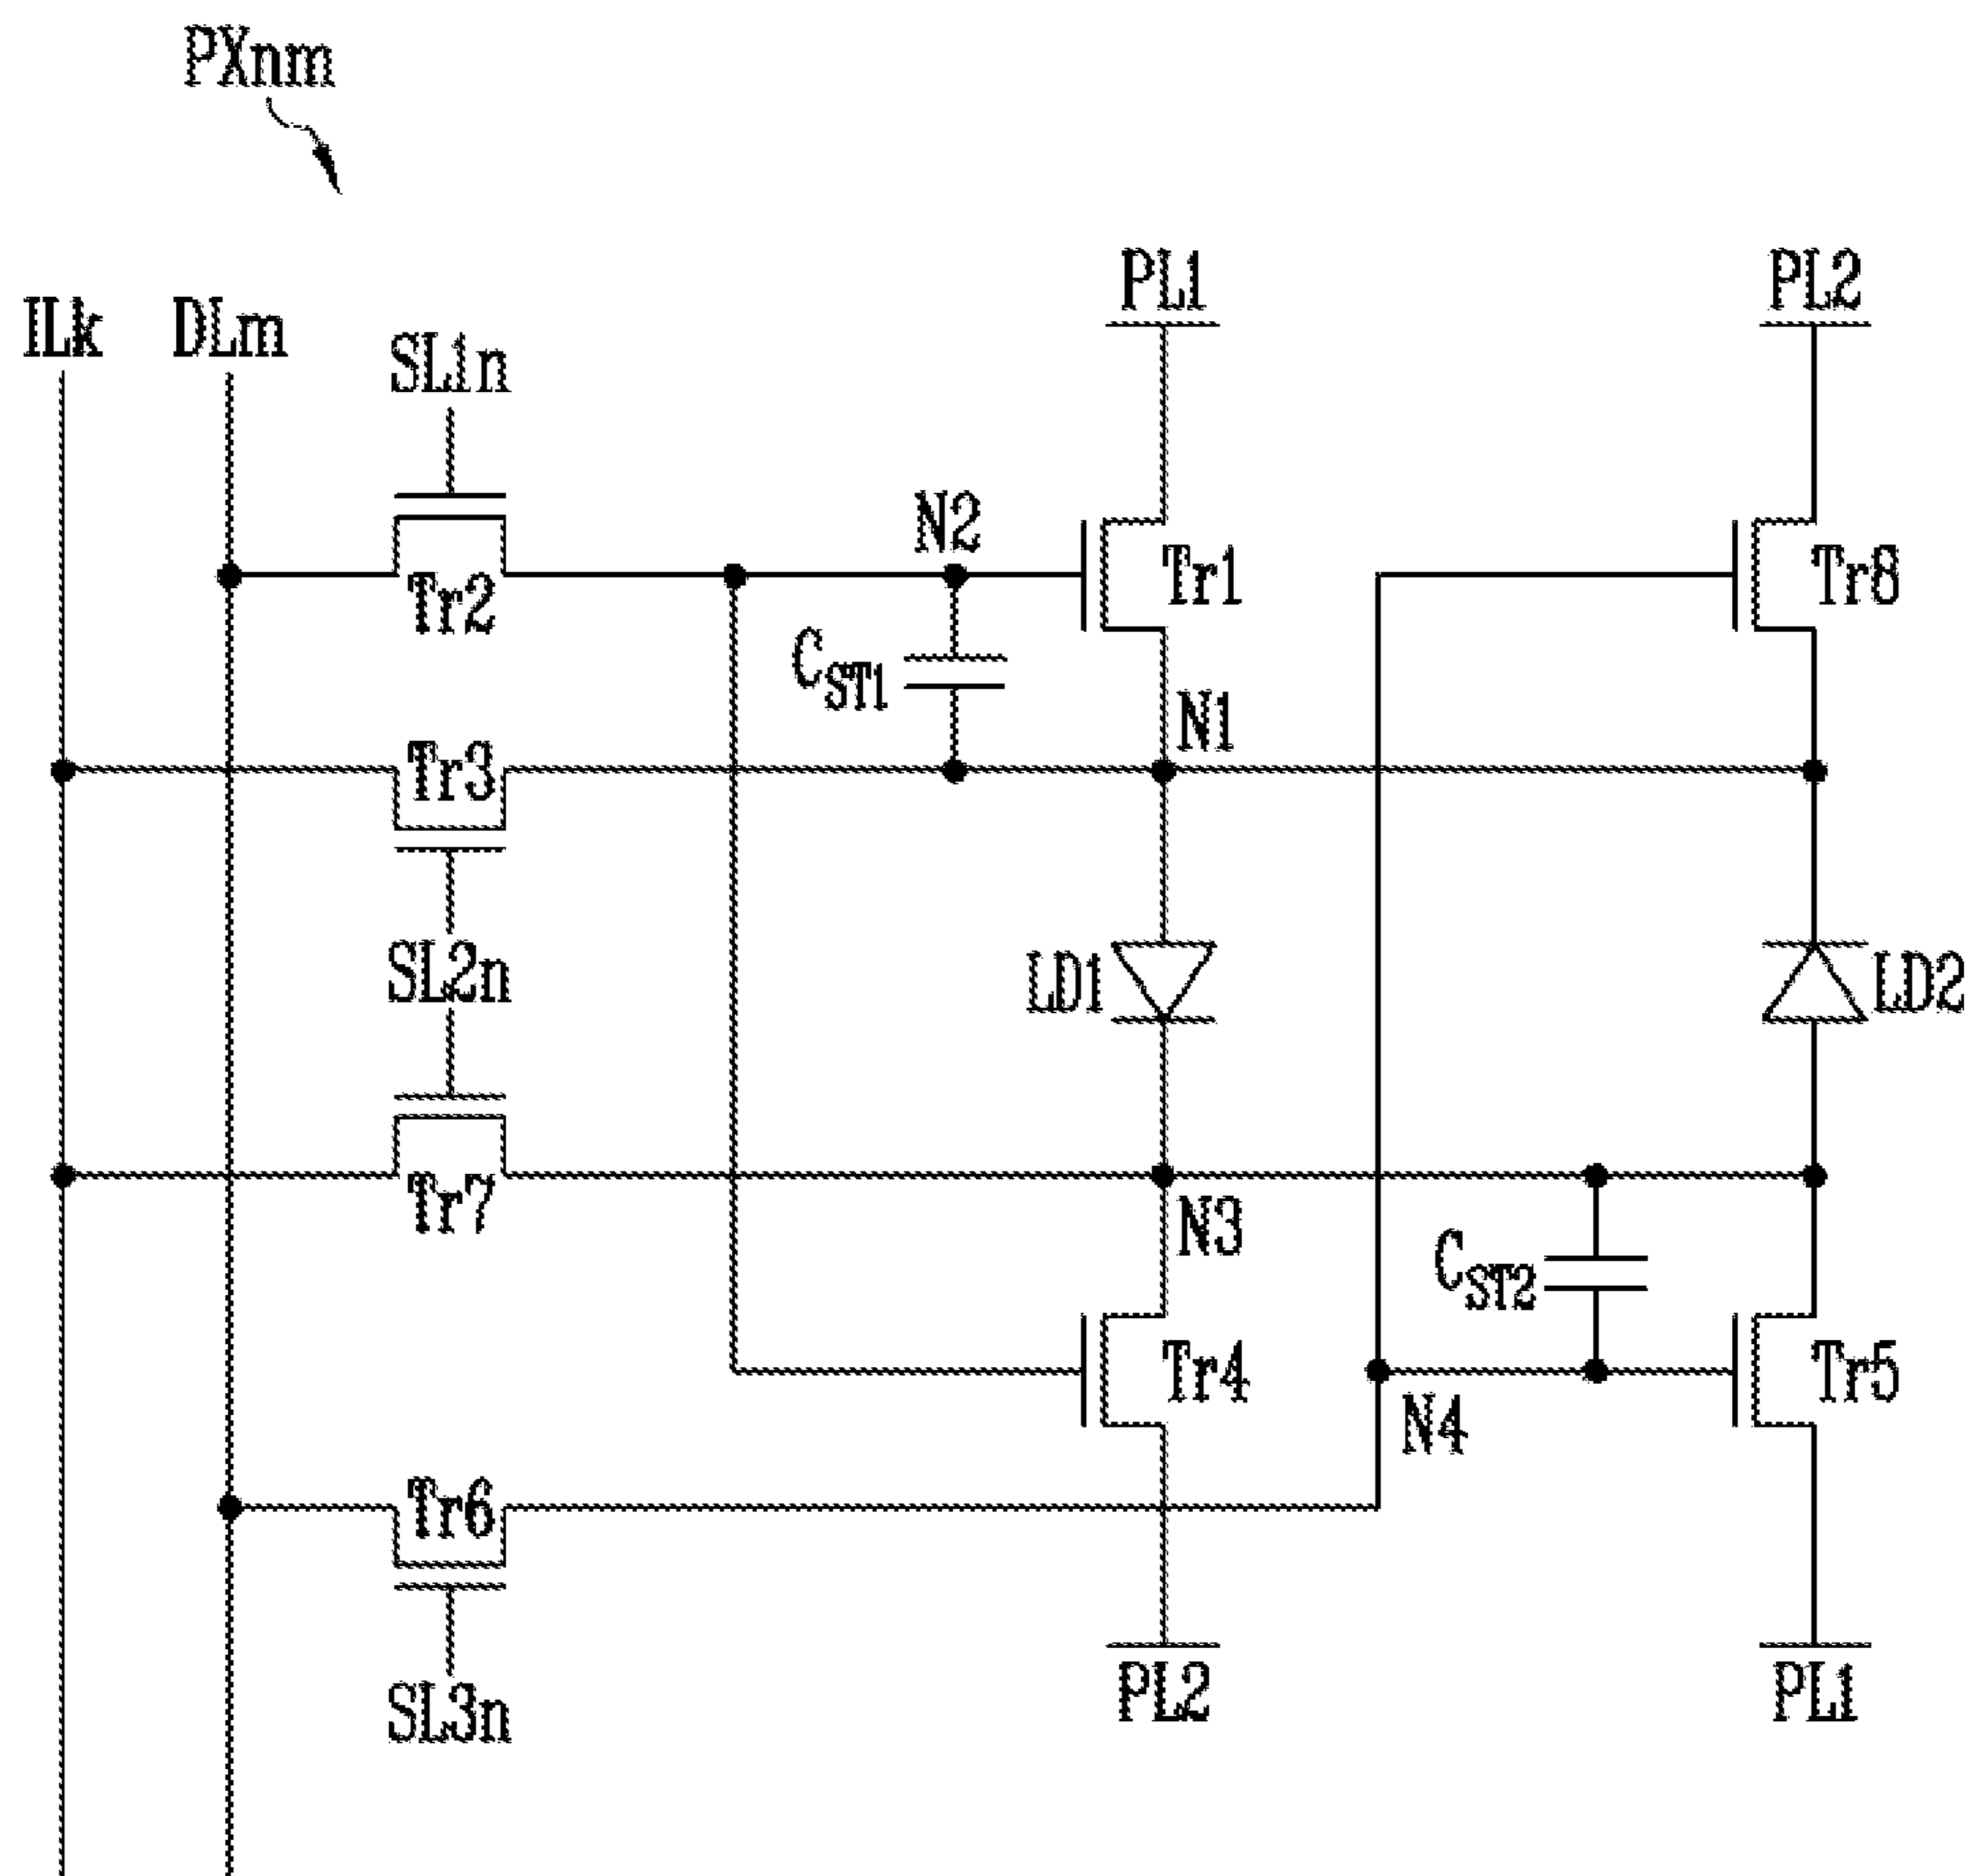 PXnm
PL1
PL2
ILk
DLm
SL1n
N2
Tr1
Tr8
Tr2
CST1
N1
Tr3
SL2n
LD1
LD2
Tr7
N3
CST2
Tr4
Tr5
N4
Tr6
SL3n
PL2
PL1